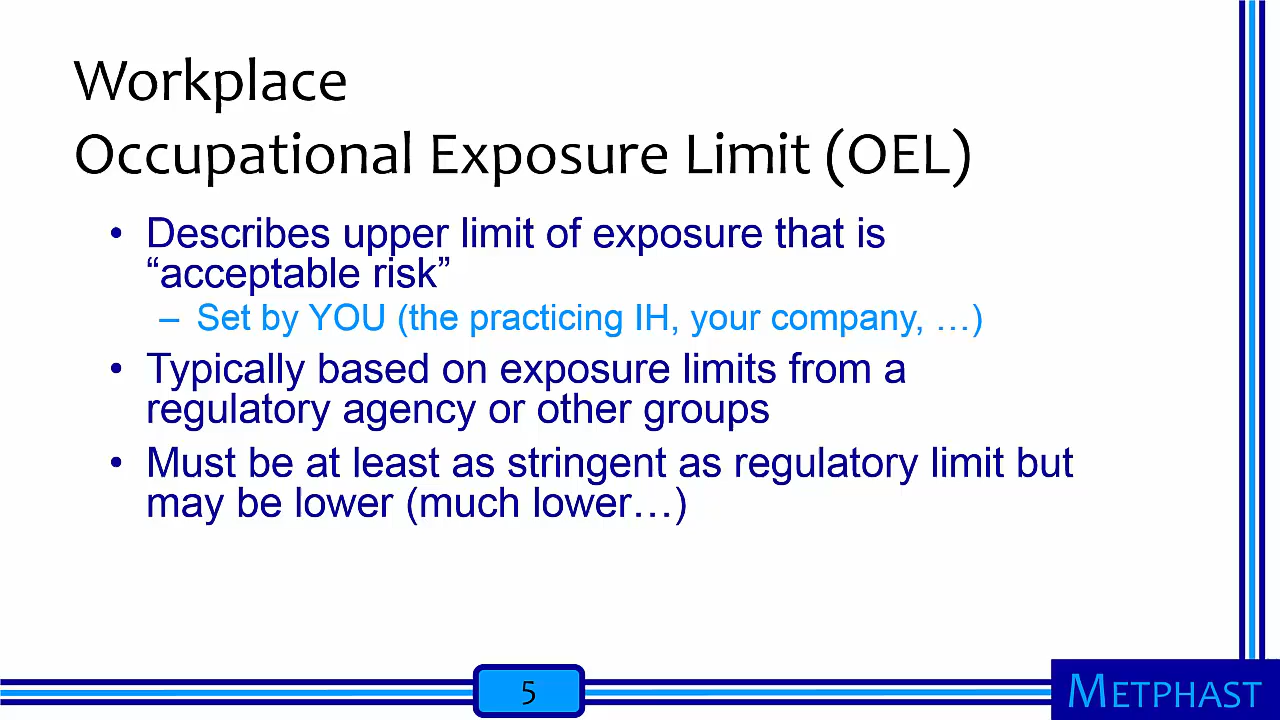 Workplace
Occupational Exposure Limit (OEL)
• Describes upper limit of exposure that is
“acceptable risk”
– Set by YOU (the practicing IH, your company, …)
• Typically based on exposure limits from a
regulatory agency or other groups
• Must be at least as stringent as regulatory limit but
may be lower (much lower…)
5
METPHAST